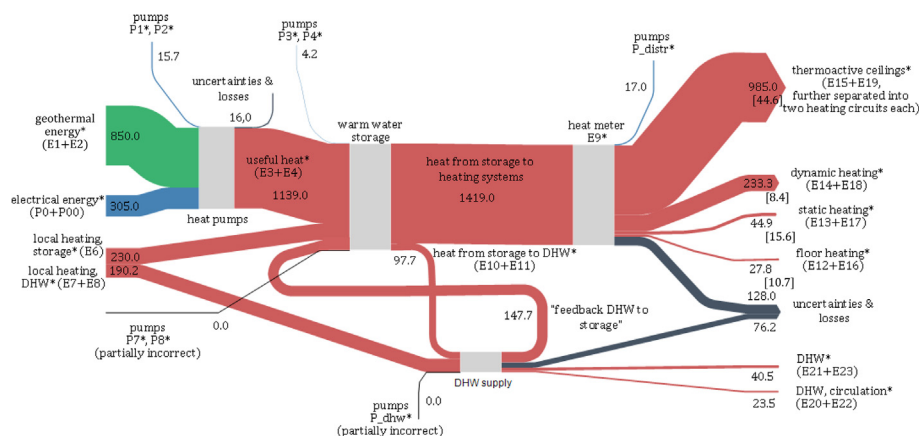 pumps
P1*, P2*
15.7
pumps
P3*, P4*
4.2
pumps
P_distr*
17.0
uncertainties &
losses
16,0
geothermal
energy*
(E1+E2)
850.0
electrical energy*
(P0+P00)
305.0
heat pumps
useful heat*
(E3+E4)
1139.0
warm water
storage
heat from storage to
heating systems
1419.0
heat meter
E9*
985.0
[44.6]
thermoactive ceilings*
(E15+E19,
further separated into
two heating circuits each)
233.3
[8.4]
dynamic heating*
(E14+E18)
44.9
[15.6]
static heating*
(E13+E17)
27.8
[10.7]
floor heating*
(E12+E16)
128.0
uncertainties &
losses
76.2
local heating,
storage* (E6)
230.0
local heating,
DHW* (E7+E8)
190.2
97.7
heat from storage to DHW*
(E10+E11)
0.0
pumps
P7*, P8*
(partially incorrect)
147.7
"feedback DHW to
storage"
DHW supply
0.0
pumps
P_dhw*
(partially incorrect)
40.5
DHW*
(E21+E23)
23.5
DHW, circulation*
(E20+E22)